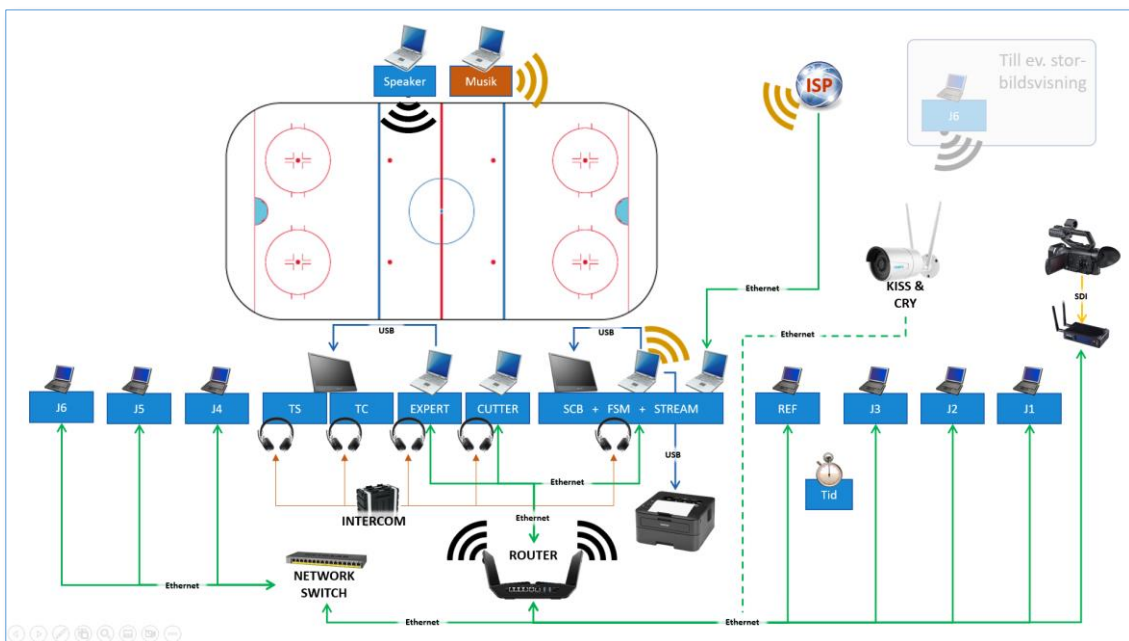 Speaker
Musik
ISP
Till ev. stor-
bildsvisning
J6
KISS &
CRY
SDI
Ethernet
Ethernet
USB
USB
J6
J5
J4
TS
TC
EXPERT
CUTTER
SCB + FSM + STREAM
REF
J3
J2
J1
USB
Ethernet
Tid
INTERCOM
Ethernet
ROUTER
NETWORK
SWITCH
Ethernet
Ethernet
Ethernet